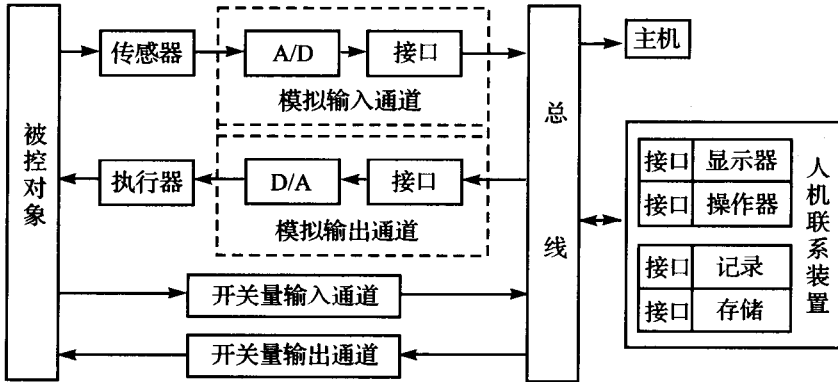 被控对象
传感器
A/D
接口
模拟输入通道
执行器
D/A
接口
模拟输出通道
开关量输入通道
开关量输出通道
总线
主机
接口 显示器
接口 操作器
接口 记录
接口 存储
人机联系装置